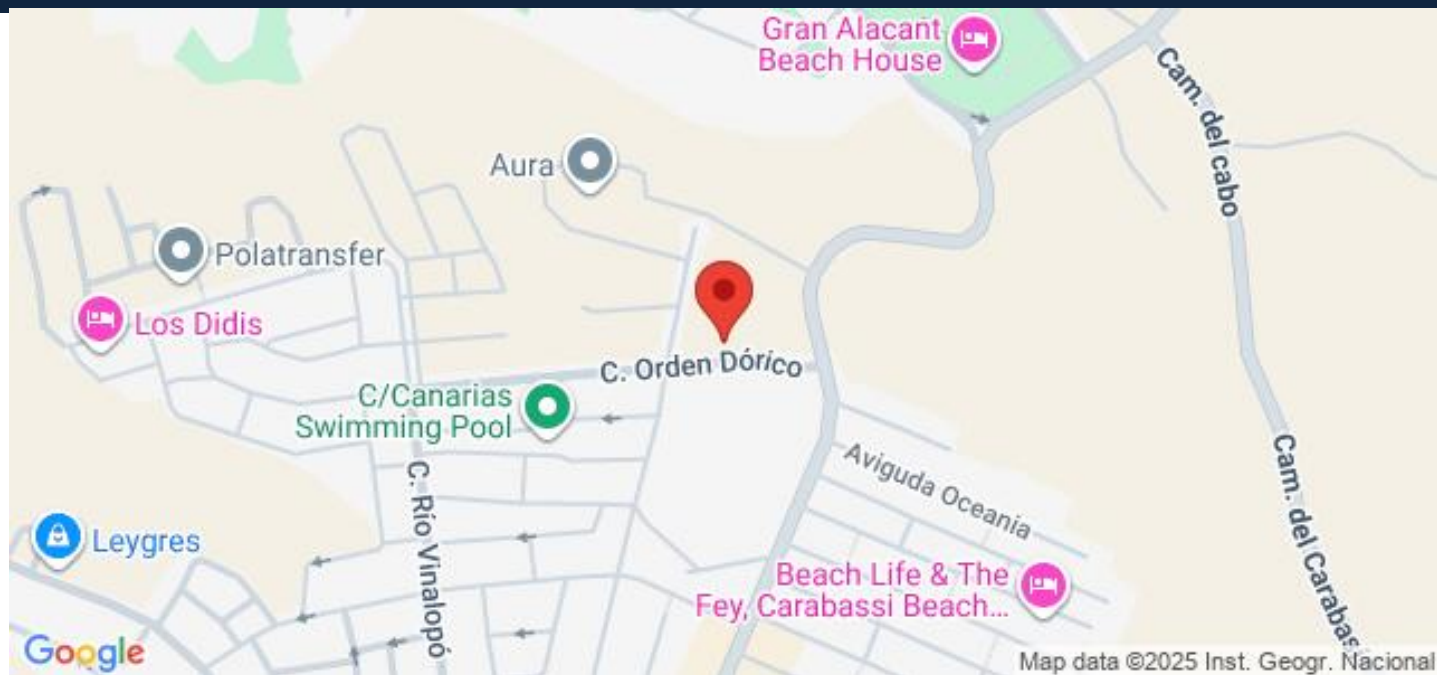 Gran Alacant
Beach House
Cam. del cabo
Aura
Polatransfer
Los Didis
C. Orden Dórico
C/Canarias
Swimming Pool
Aviguda Oceania
Cam. del Carabass
C. Río Vinalopó
Leygres
Beach Life & The
Fey, Carabassi Beach...
Google
Map data ©2025 Inst. Geogr. Nacional